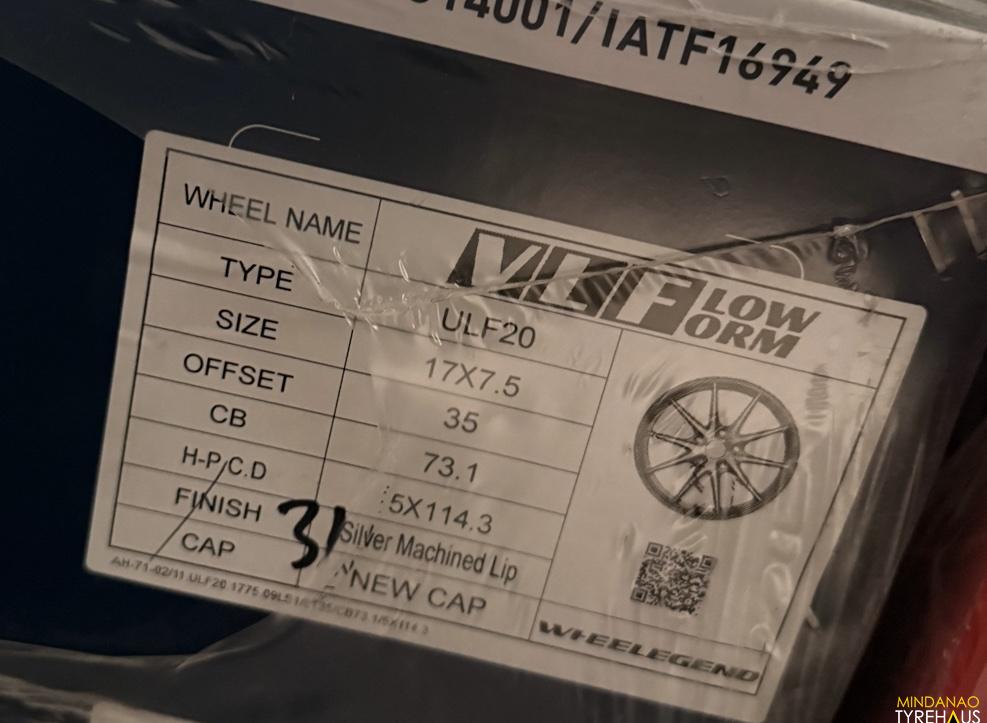 14001/IATF16949
WHEEL NAME
VLF FLOW FORM
TYPE ULF20
SIZE 17X7.5
OFFSET 35
CB 73.1
H-P.C.D 5X114.3
FINISH Silver Machined Lip
CAP NEW CAP
31
WHEELEGEND
MINDANAO
TYREHAUS